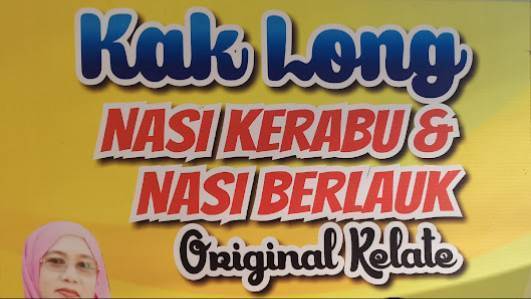 Kak Long
NASI KERABU &
NASI BERLAUK
Original Kelate